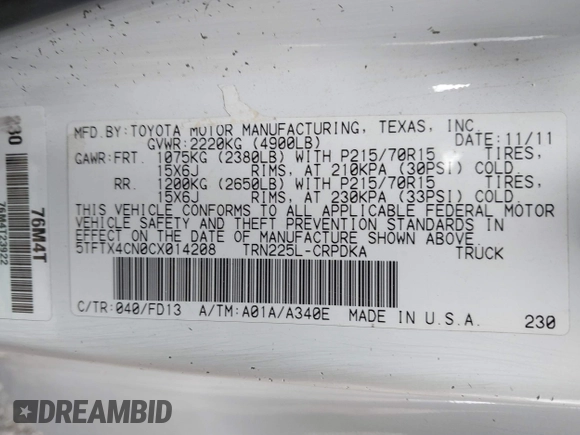 MFD.BY:TOYOTA MOTOR MANUFACTURING, TEXAS, INC.
GVWR:2220KG (4900LB) DATE:11/11
GAWR:FRT. 1075KG (2380LB) WITH P215/70R15 TIRES,
15X6J RIMS, AT 210KPA (30PSI) COLD
RR. 1200KG (2650LB) WITH P215/70R15 TIRES,
15X6J RIMS, AT 230KPA (33PSI) COLD
THIS VEHICLE CONFORMS TO ALL APPLICABLE FEDERAL MOTOR
VEHICLE SAFETY AND THEFT PREVENTION STANDARDS IN
EFFECT ON THE DATE OF MANUFACTURE SHOWN ABOVE.
5TFTX4CN0CX014208 TRN225L-CRPDKA TRUCK
C/TR:040/FD13 A/TM:A01A/A340E MADE IN U.S.A. 230
230
76M4T
DREAMBID